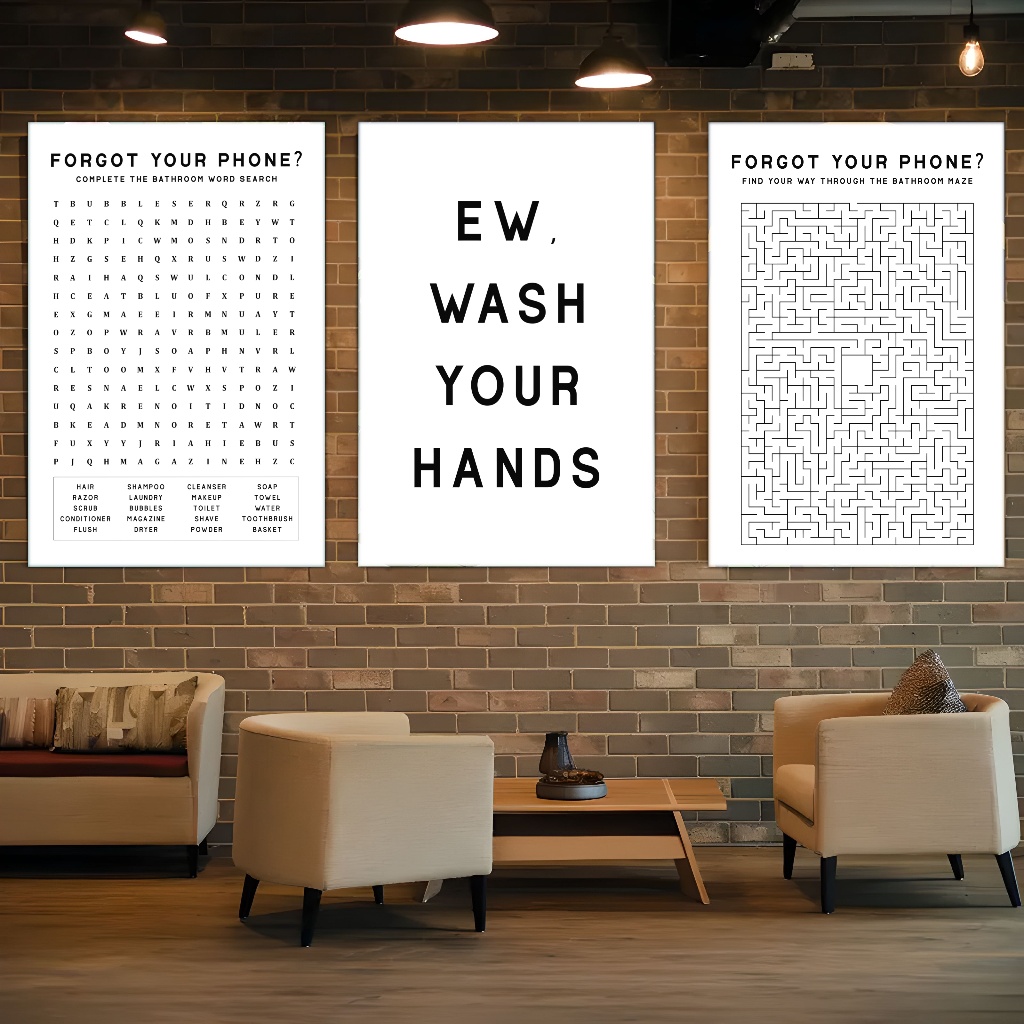 FORGOT YOUR PHONE?
COMPLETE THE BATHROOM WORD SEARCH
T B U B B L E S E R Q R Z R G
Q E T C L Q K M D H B E Y W T
H D K P I C W M O S N D R T O
H Z G S E H Q X R U S W D Z I
R A I H A Q S W U L C O N D L
H C E A T B L U O F X P U R E
E X G M A E E I R M N U A Y T
O Z O P W R A V R B M U L E R
S P B O Y J S O A P H N V R L
C L T O O M X F V H V T R A W
R E S N A E L C W X S P O Z I
U Q A K R E N O I T I D N O C
B K E A D M N O R E T A W R T
F U X Y Y J R I A H I E B U S
P J Q H M A G A Z I N E H Z C
HAIR SHAMPOO CLEANSER SOAP
RAZOR LAUNDRY MAKEUP TOWEL
SCRUB BUBBLES TOILET WATER
CONDITIONER MAGAZINE SHAVE TOOTHBRUSH
FLUSH DRYER POWDER BASKET
EW,
WASH
YOUR
HANDS
FORGOT YOUR PHONE?
FIND YOUR WAY THROUGH THE BATHROOM MAZE